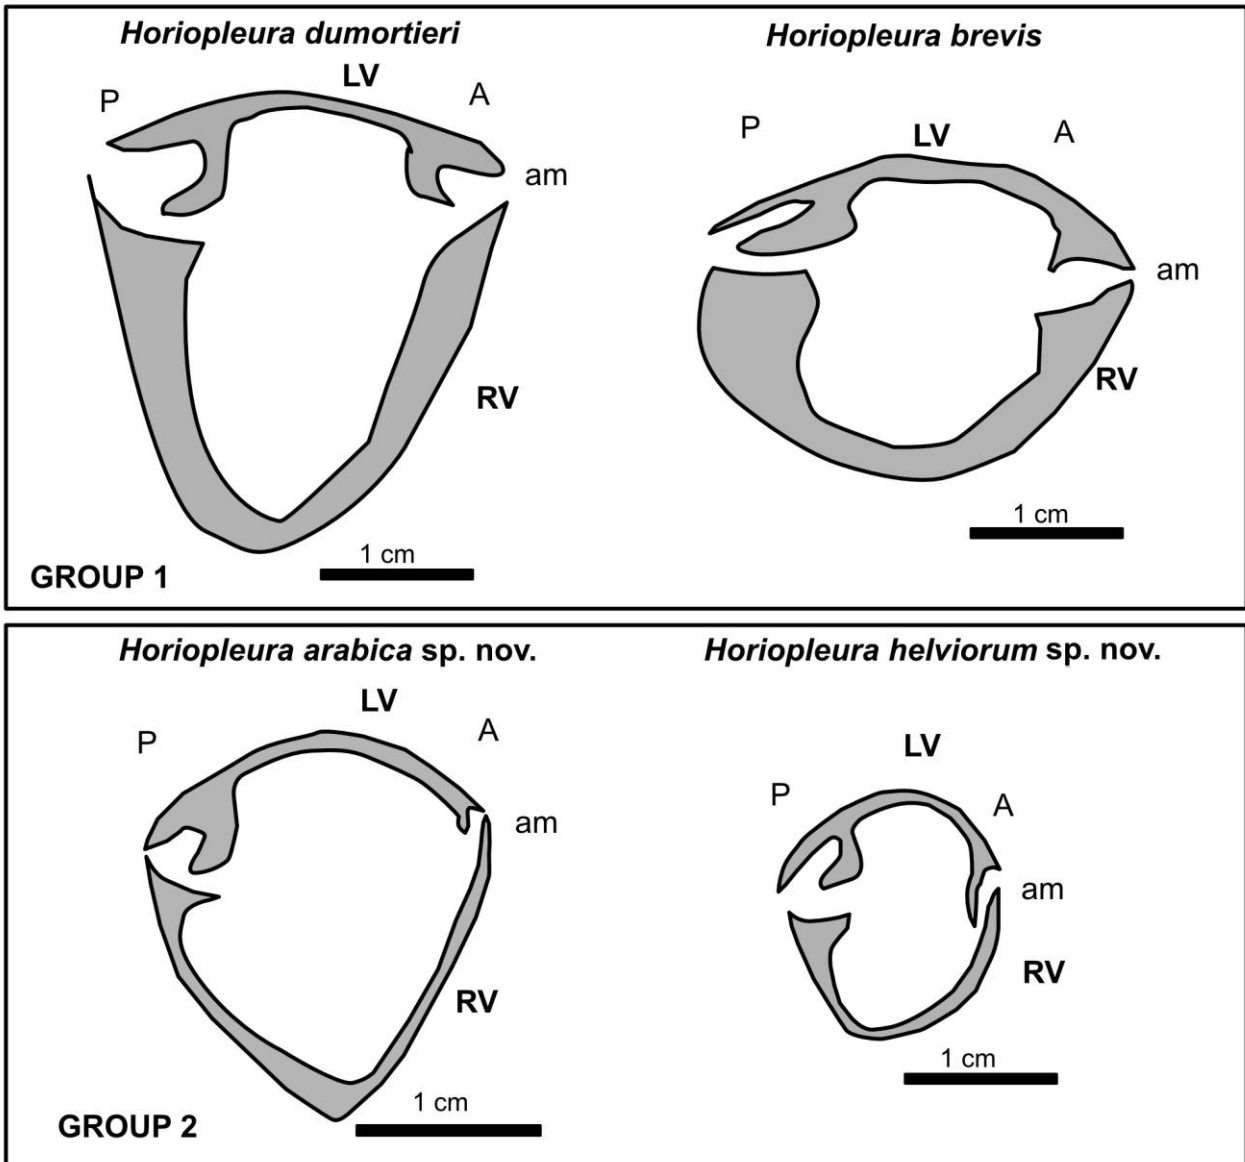 Horiopleura dumortieri
LV
P
A
am
RV
1 cm
GROUP 1
Horiopleura brevis
P
LV
A
am
RV
1 cm
Horiopleura arabica sp. nov.
LV
P
A
am
RV
1 cm
GROUP 2
Horiopleura helviorum sp. nov.
LV
P
A
am
RV
1 cm